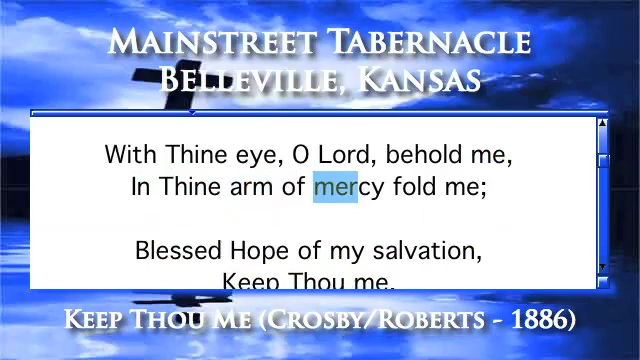 Mainstreet Tabernacle
Belleville, Kansas
With Thine eye, O Lord, behold me,
In Thine arm of mercy fold me;
Blessed Hope of my salvation,
Keep Thou me.
Keep Thou Me (Crosby/Roberts - 1886)